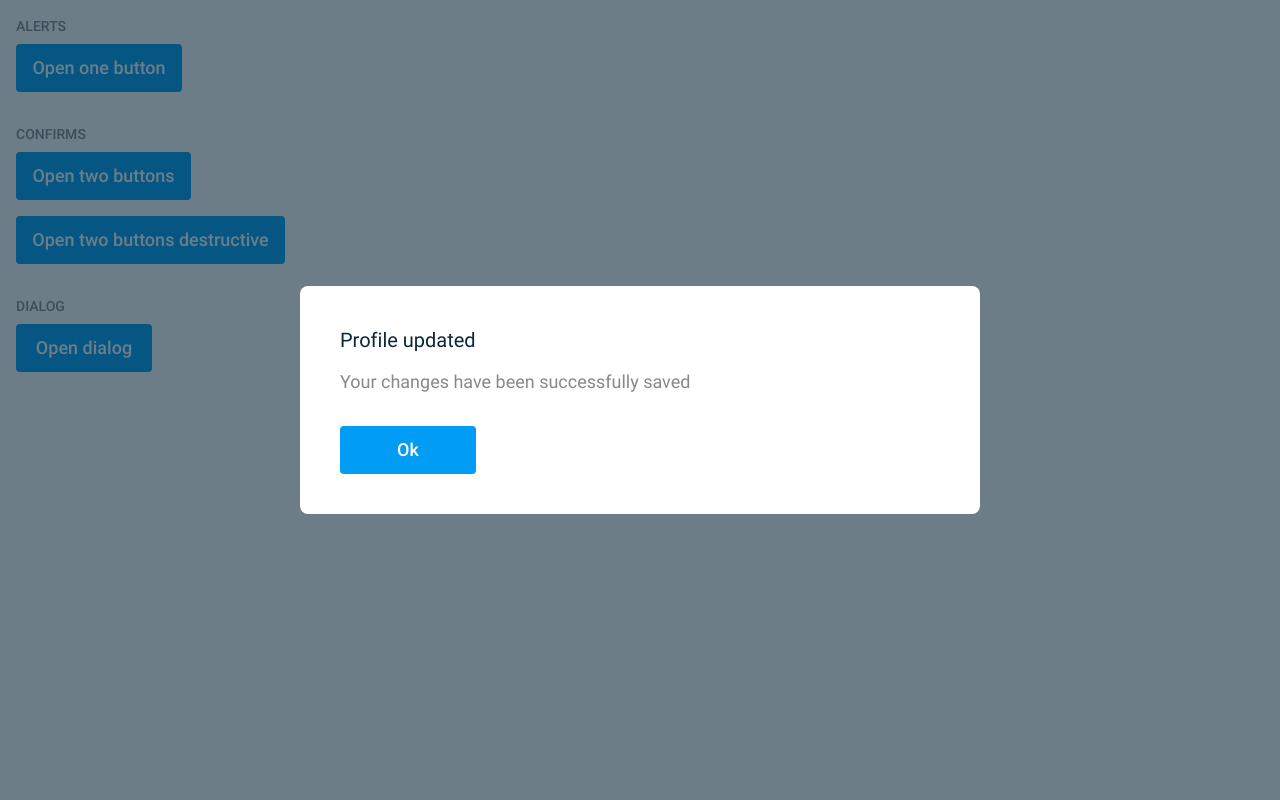 ALERTS
Open one button
CONFIRMS
Open two buttons
Open two buttons destructive
DIALOG
Open dialog
Profile updated
Your changes have been successfully saved
Ok